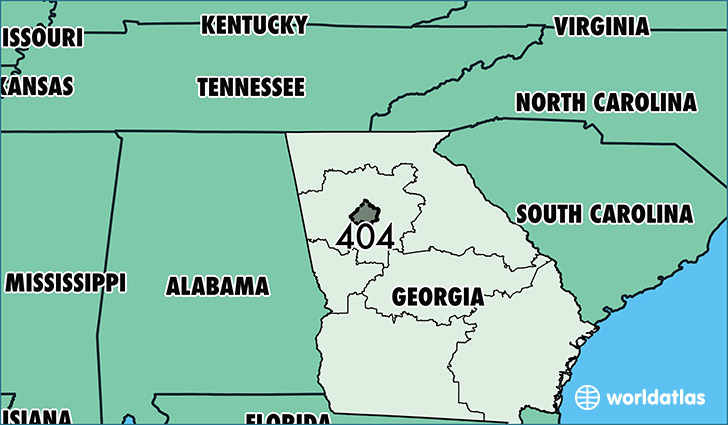 KENTUCKY
VIRGINIA
ISSOURI
KANSAS
TENNESSEE
NORTH CAROLINA
SOUTH CAROLINA
404
MISSISSIPPI
ALABAMA
GEORGIA
worldatlas
ISIANA
FLORIDA